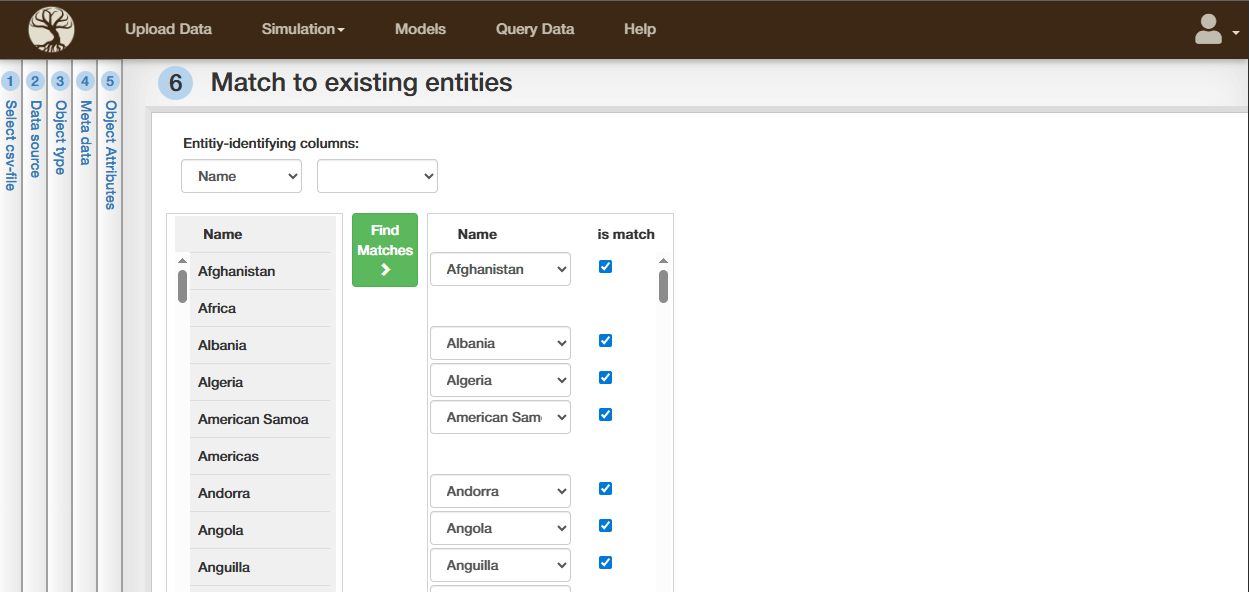 Upload Data Simulation Models Query Data Help
1 2 3 4 5
Select csv-file
Data source
Object type
Meta data
Object Attributes
6 Match to existing entities
Entitiy-identifying columns:
Name
Name Find Matches Name is match
Afghanistan Afghanistan
Africa
Albania Albania
Algeria Algeria
American Samoa American Sam
Americas
Andorra Andorra
Angola Angola
Anguilla Anguilla